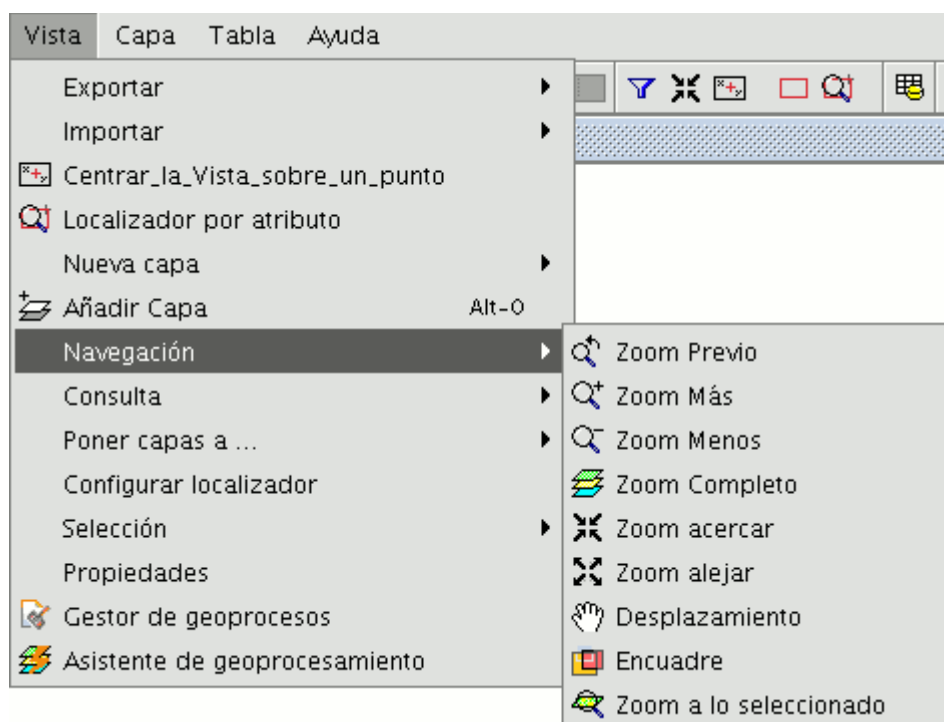 Vista Capa Tabla Ayuda
Exportar
Importar
Centrar_la_Vista_sobre_un_punto
Localizador por atributo
Nueva capa
Añadir Capa Alt-O
Navegación
Consulta
Poner capas a ...
Configurar localizador
Selección
Propiedades
Gestor de geoprocesos
Asistente de geoprocesamiento
Zoom Previo
Zoom Más
Zoom Menos
Zoom Completo
Zoom acercar
Zoom alejar
Desplazamiento
Encuadre
Zoom a lo seleccionado